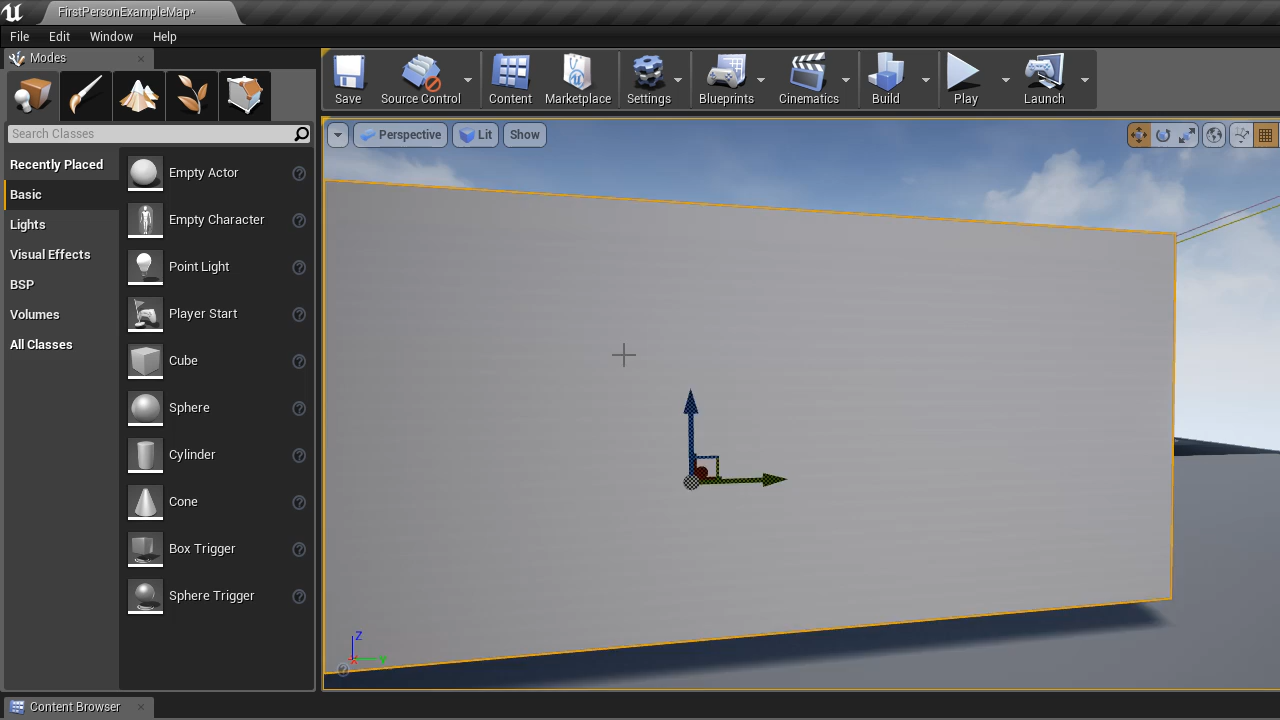 FirstPersonExampleMap*
File Edit Window Help
Modes
Save Source Control Content Marketplace Settings Blueprints Cinematics Build Play Launch
Search Classes
Perspective Lit Show
Recently Placed
Basic
Lights
Visual Effects
BSP
Volumes
All Classes
Empty Actor
Empty Character
Point Light
Player Start
Cube
Sphere
Cylinder
Cone
Box Trigger
Sphere Trigger
Z
X Y
Content Browser